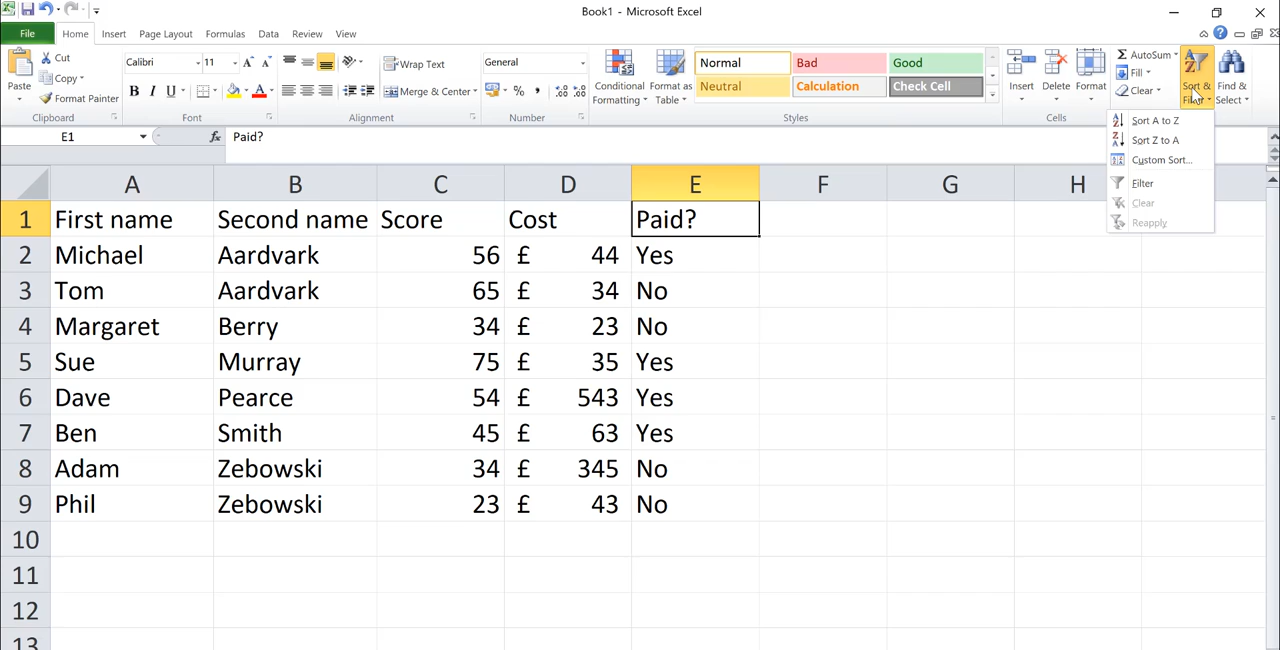 Book1 - Microsoft Excel
File Home Insert Page Layout Formulas Data Review View
Paste
Cut
Copy
Format Painter
Clipboard
Calibri 11
B I U
Font
Wrap Text
Merge & Center
Alignment
General
%
Number
Conditional Formatting
Format as Table
Normal Bad Good
Neutral Calculation Check Cell
Styles
Insert Delete Format
Cells
AutoSum
Fill
Clear
Sort & Filter
Find & Select
E1 fx Paid?
Sort A to Z
Sort Z to A
Custom Sort...
Filter
Clear
Reapply
A B C D E F G H
1 First name Second name Score Cost Paid?
2 Michael Aardvark 56 £ 44 Yes
3 Tom Aardvark 65 £ 34 No
4 Margaret Berry 34 £ 23 No
5 Sue Murray 75 £ 35 Yes
6 Dave Pearce 54 £ 543 Yes
7 Ben Smith 45 £ 63 Yes
8 Adam Zebowski 34 £ 345 No
9 Phil Zebowski 23 £ 43 No
10
11
12
13